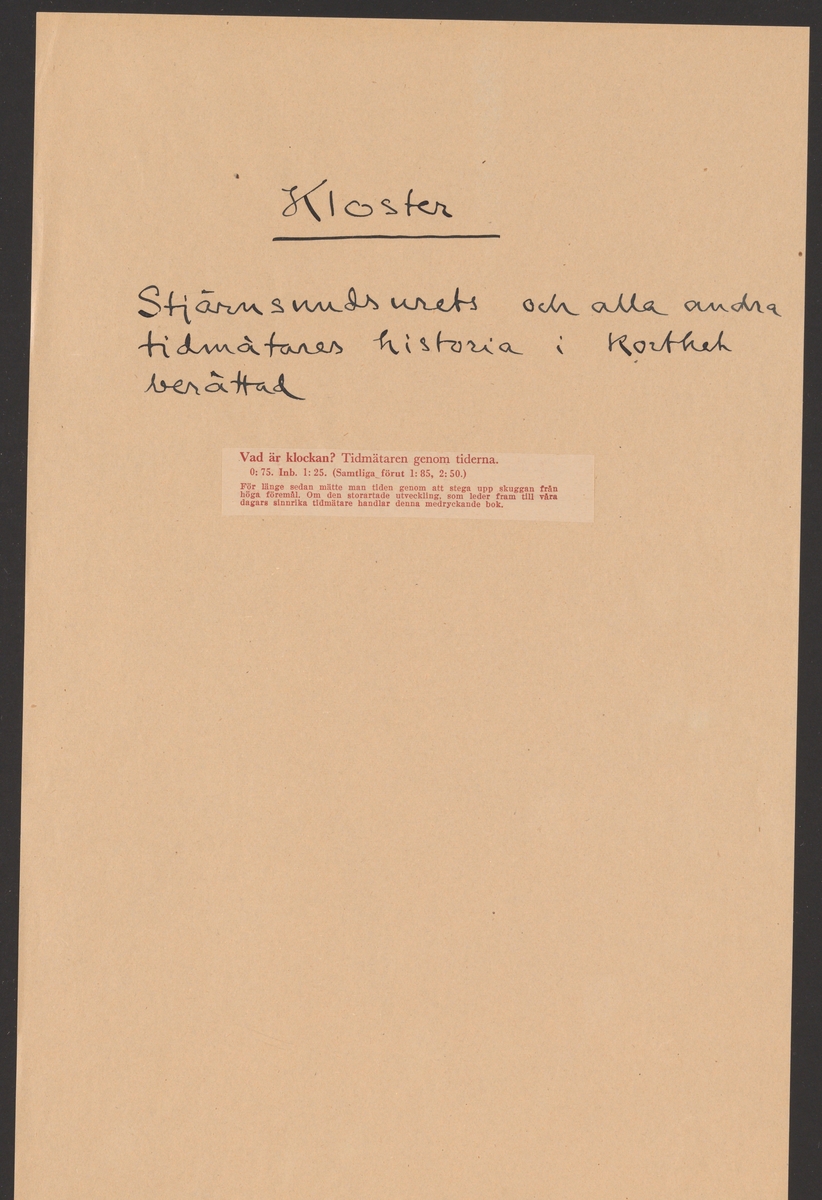 Kloster
Stjärnsundsurets och alla andra
tidmätares historia i korthet
berättad
Vad är klockan? Tidmätaren genom tiderna.
0: 75. Inb. 1: 25. (Samtliga förut 1: 85, 2: 50.)
För länge sedan mätte man tiden genom att stega upp skuggan från
höga föremål. Om den storartade utveckling, som leder fram till våra
dagars sinnrika tidmätare handlar denna medryckande bok.